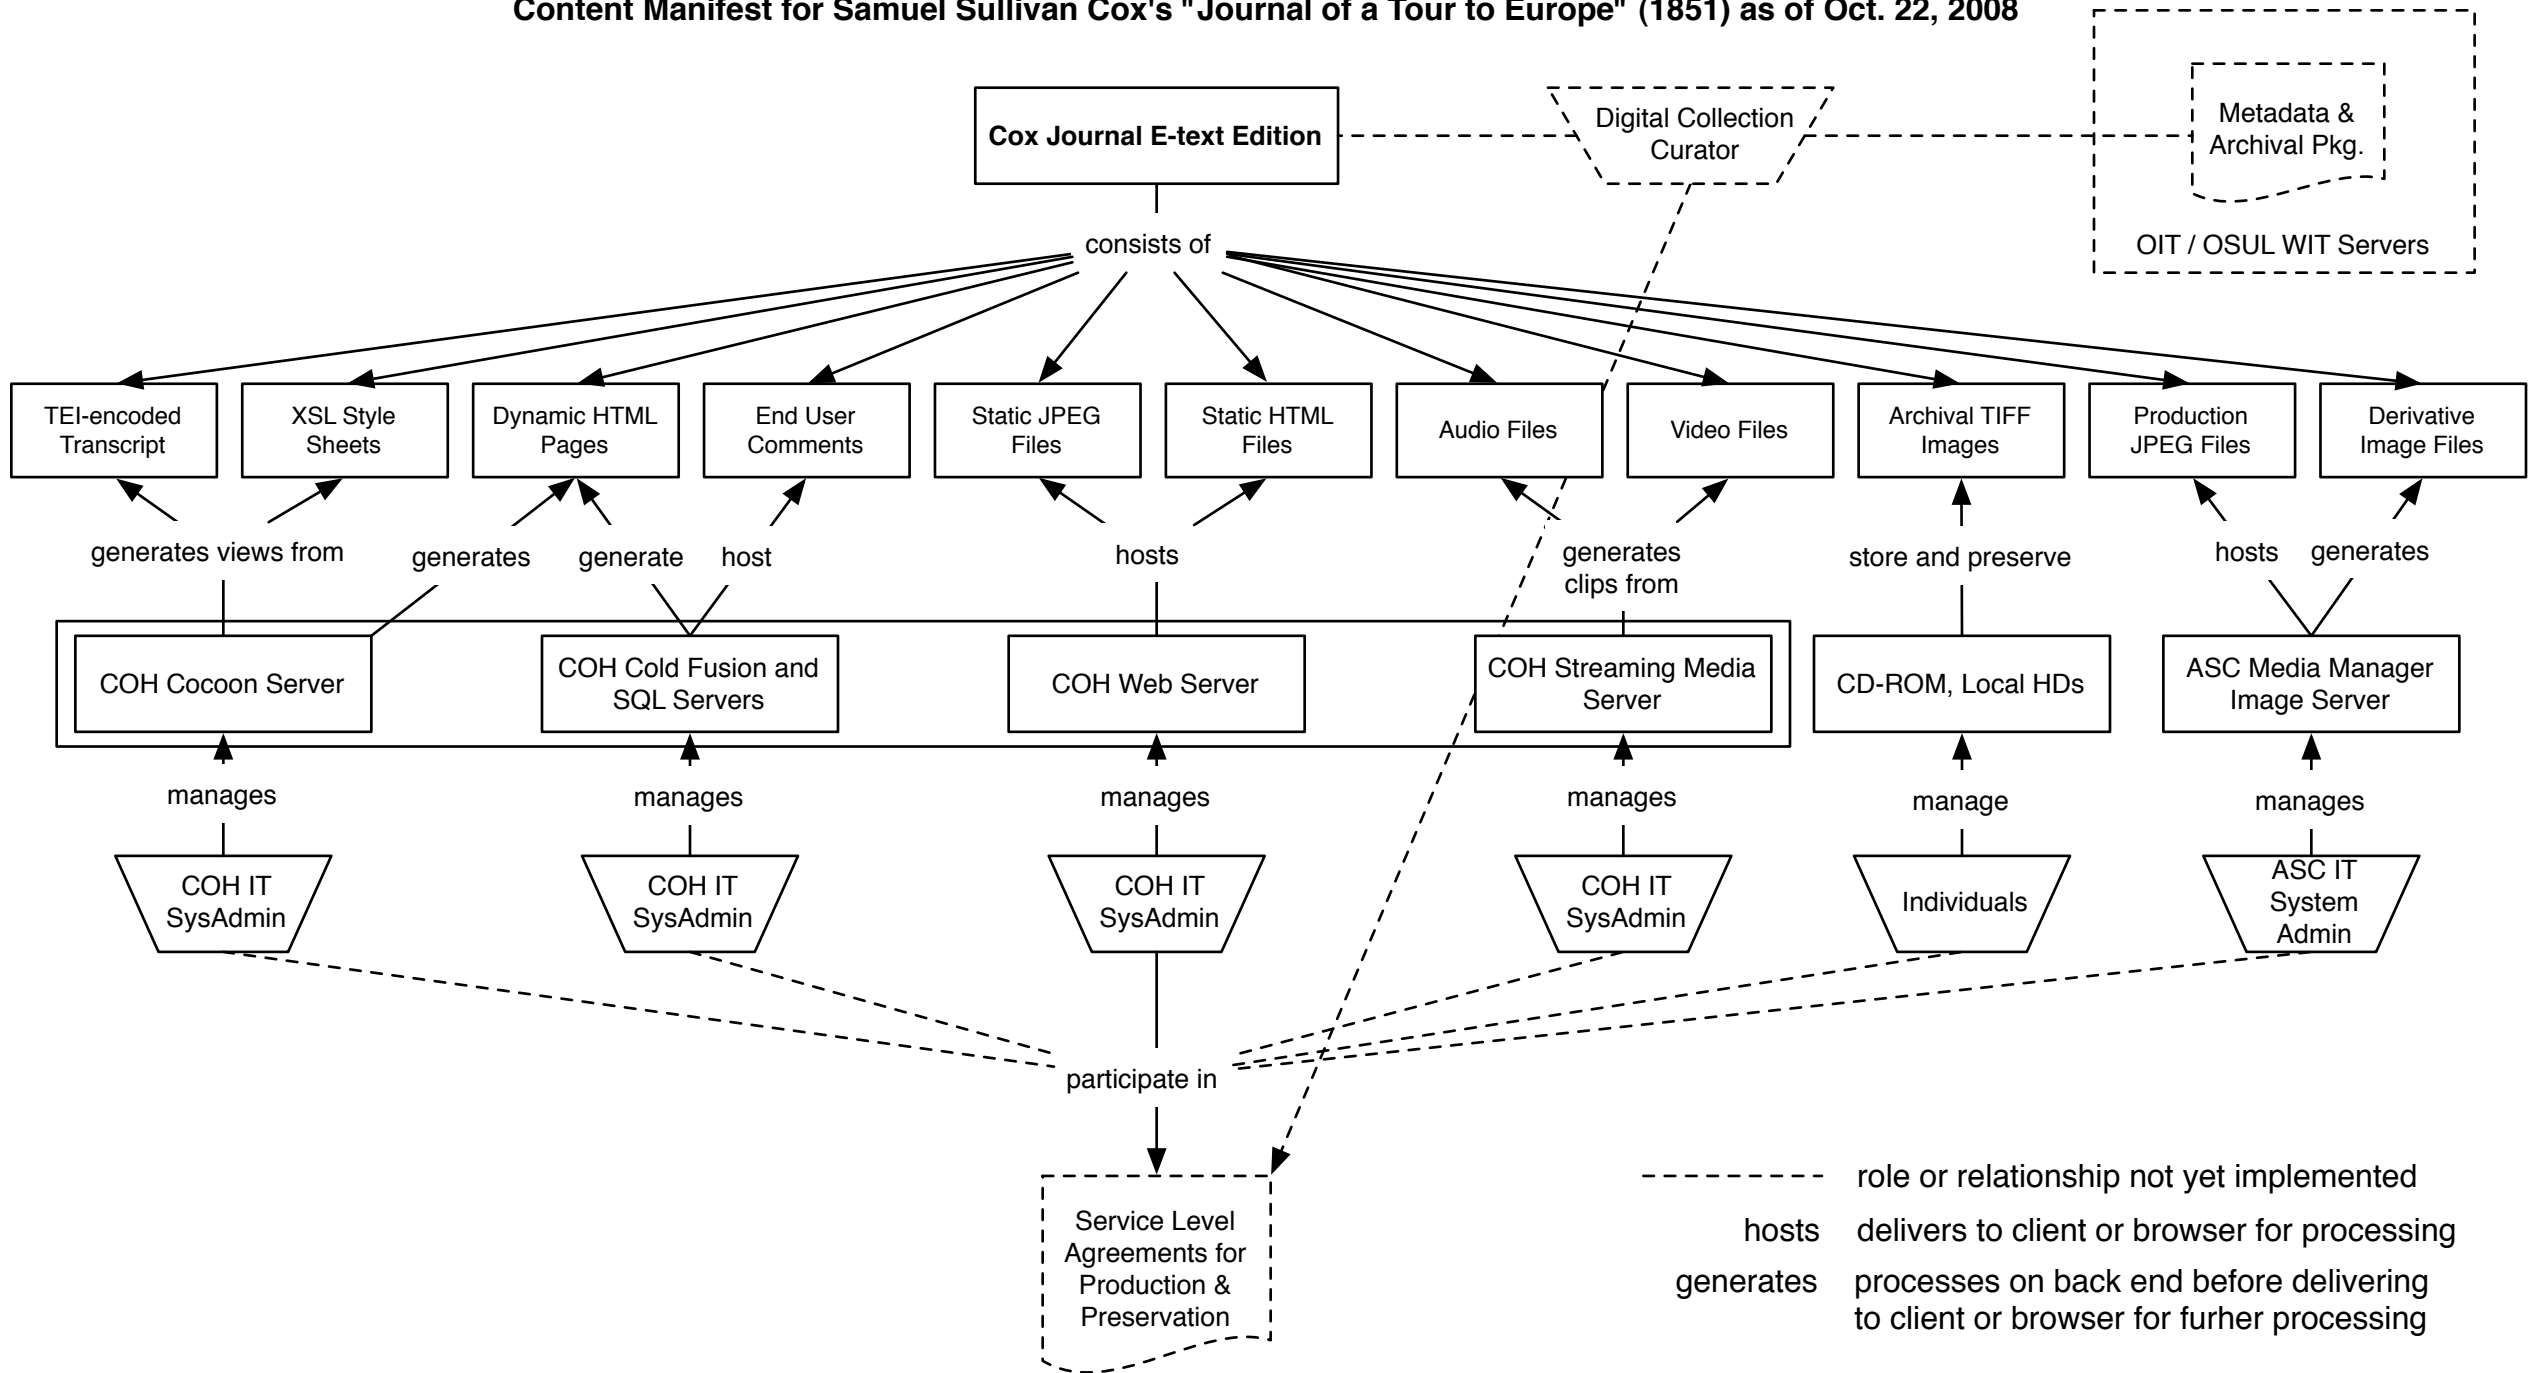 Content Manifest for Samuel Sullivan Cox's "Journal of a Tour to Europe" (1851) as of Oct. 22, 2008
Cox Journal E-text Edition
Digital Collection
Curator
Metadata &
Archival Pkg.
OIT / OSUL WIT Servers
consists of
TEI-encoded
Transcript
XSL Style
Sheets
Dynamic HTML
Pages
End User
Comments
Static JPEG
Files
Static HTML
Files
Audio Files
Video Files
Archival TIFF
Images
Production
JPEG Files
Derivative
Image Files
generates views from
generates
generate
host
hosts
generates
clips from
store and preserve
hosts
generates
COH Cocoon Server
COH Cold Fusion and
SQL Servers
COH Web Server
COH Streaming Media
Server
CD-ROM, Local HDs
ASC Media Manager
Image Server
manages
manages
manages
manages
manage
manages
COH IT
SysAdmin
COH IT
SysAdmin
COH IT
SysAdmin
COH IT
SysAdmin
Individuals
ASC IT
System
Admin
participate in
Service Level
Agreements for
Production &
Preservation
role or relationship not yet implemented
hosts delivers to client or browser for processing
generates processes on back end before delivering
to client or browser for furher processing